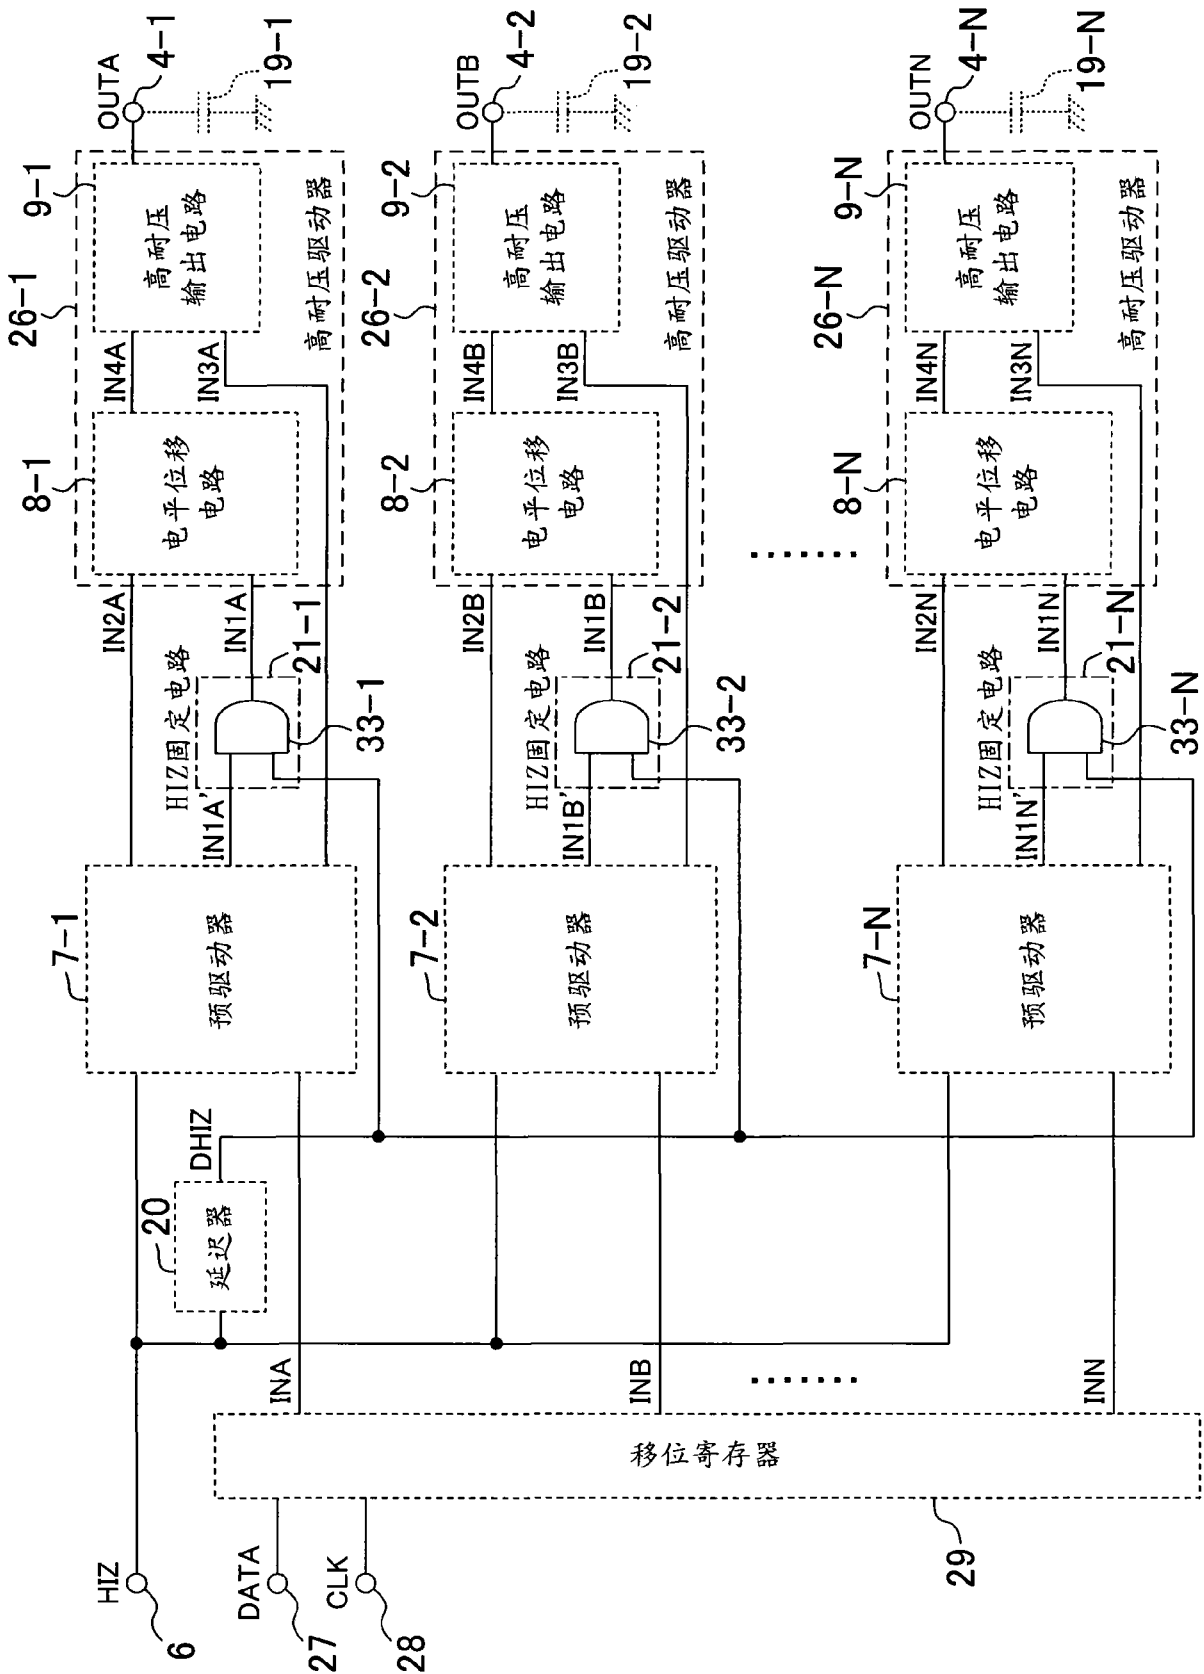 HIZ
6
DATA
27
CLK
28
移位寄存器
29
INA
INB
INN
·······
延迟器
20
DHIZ
预驱动器
7-1
IN2A
IN1A'
HIZ固定电路
33-1
21-1
IN1A
电平位移
电路
8-1
IN4A
IN3A
高耐压
输出电路
9-1
高耐压驱动器
26-1
OUTA
4-1
19-1
预驱动器
7-2
IN2B
IN1B'
HIZ固定电路
33-2
21-2
IN1B
电平位移
电路
8-2
IN4B
IN3B
高耐压
输出电路
9-2
高耐压驱动器
26-2
OUTB
4-2
19-2
·······
预驱动器
7-N
IN2N
IN1N'
HIZ固定电路
33-N
21-N
IN1N
电平位移
电路
8-N
IN4N
IN3N
高耐压
输出电路
9-N
高耐压驱动器
26-N
OUTN
4-N
19-N